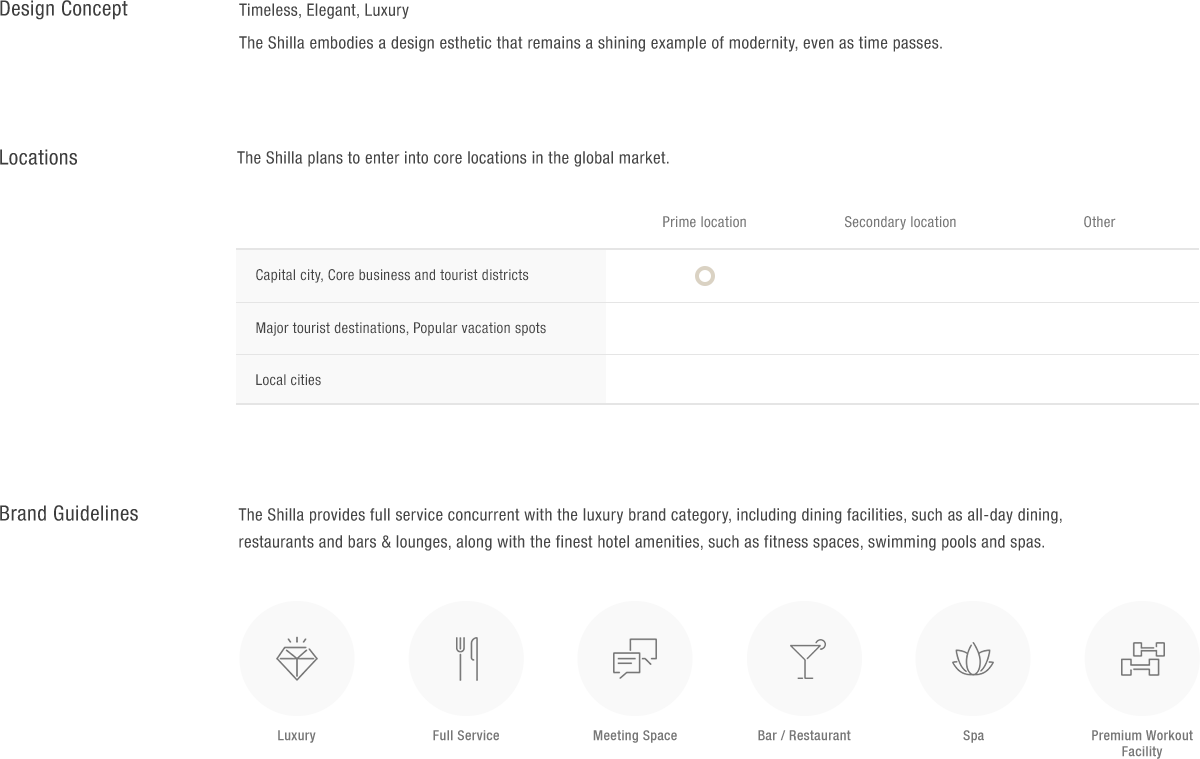 Design Concept
Timeless, Elegant, Luxury
The Shilla embodies a design esthetic that remains a shining example of modernity, even as time passes.
Locations
The Shilla plans to enter into core locations in the global market.
Prime location
Secondary location
Other
Capital city, Core business and tourist districts
Major tourist destinations, Popular vacation spots
Local cities
Brand Guidelines
The Shilla provides full service concurrent with the luxury brand category, including dining facilities, such as all-day dining,
restaurants and bars & lounges, along with the finest hotel amenities, such as fitness spaces, swimming pools and spas.
Luxury
Full Service
Meeting Space
Bar / Restaurant
Spa
Premium Workout
Facility